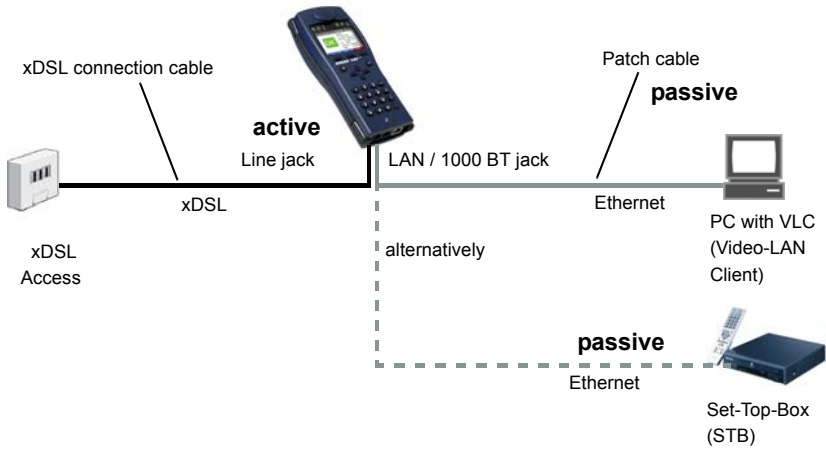 xDSL connection cable
Patch cable
passive
active
Line jack
LAN / 1000 BT jack
xDSL
Ethernet
xDSL
Access
PC with VLC
(Video-LAN
Client)
alternatively
passive
Ethernet
Set-Top-Box
(STB)